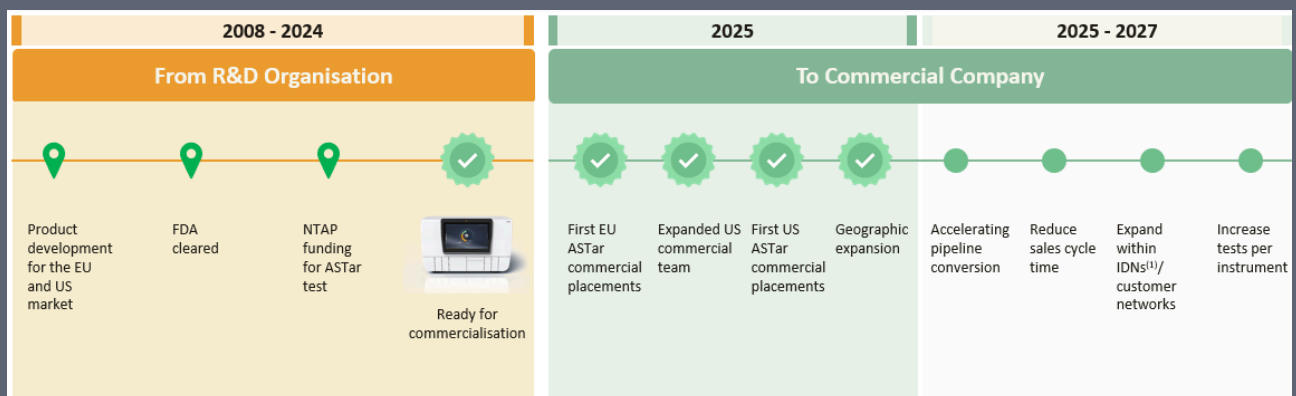 2008 - 2024
2025
2025 - 2027
From R&D Organisation
To Commercial Company
Product
development
for the EU
and US
market
FDA
cleared
NTAP
funding
for ASTar
test
Ready for
commercialisation
First EU
ASTar
commercial
placements
Expanded US
commercial
team
First US
ASTar
commercial
placements
Geographic
expansion
Accelerating
pipeline
conversion
Reduce
sales cycle
time
Expand
within
IDNs(1)/
customer
networks
Increase
tests per
instrument